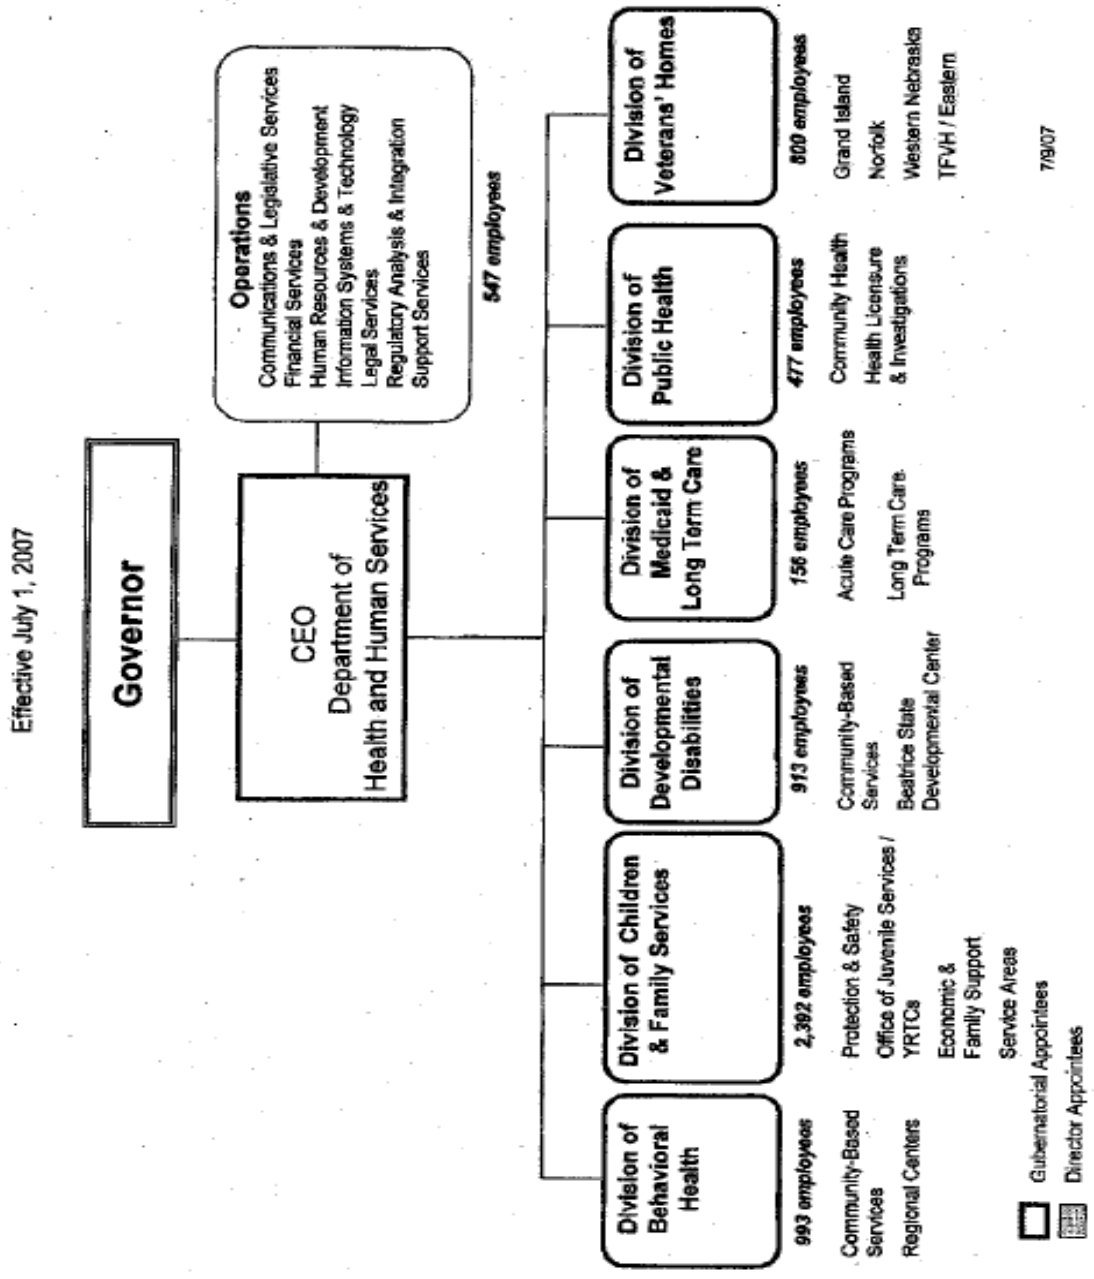 Effective July 1, 2007
Governor
CEO
Department of
Health and Human Services
Operations
Communications & Legislative Services
Financial Services
Human Resources & Development
Information Systems & Technology
Legal Services
Regulatory Analysis & Integration
Support Services
547 employees
Division of
Behavioral
Health
993 employees
Community-Based
Services
Regional Centers
Division of Children
& Family Services
2,392 employees
Protection & Safety
Office of Juvenile Services /
YRTCs
Economic &
Family Support
Service Areas
Division of
Developmental
Disabilities
913 employees
Community-Based
Services
Beatrice State
Developmental Center
Division of
Medicaid &
Long Term Care
156 employees
Acute Care Programs
Long Term Care
Programs
Division of
Public Health
477 employees
Community Health
Health Licensure
& Investigations
Division of
Veterans' Homes
800 employees
Grand Island
Norfolk
Western Nebraska
TFVH / Eastern
Gubernatorial Appointees
Director Appointees
7/9/07